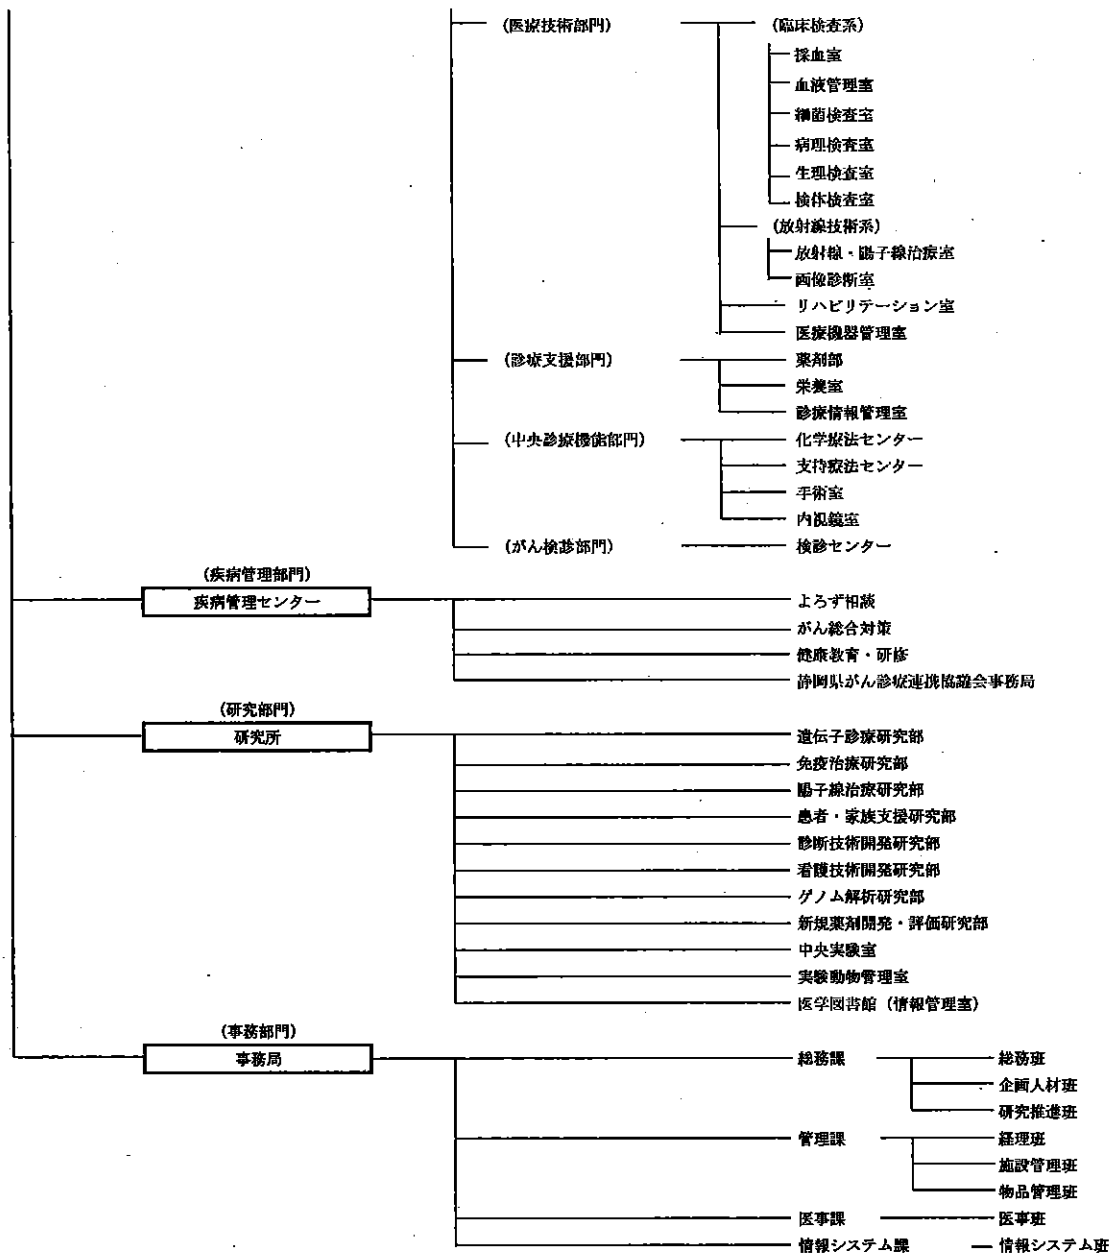 (医療技術部門) (臨床検査系)
採血室
血液管理室
細菌検査室
病理検査室
生理検査室
検体検査室
(放射線技術系)
放射線・陽子線治療室
画像診断室
リハビリテーション室
医療機器管理室
(診療支援部門) 薬剤部
栄養室
診療情報管理室
(中央診療機能部門) 化学療法センター
支持療法センター
手術室
内視鏡室
(がん検診部門) 検診センター
(疾病管理部門)
疾病管理センター よろず相談
がん総合対策
健康教育・研修
静岡県がん診療連携協議会事務局
(研究部門)
研究所 遺伝子診療研究部
免疫治療研究部
陽子線治療研究部
患者・家族支援研究部
診断技術開発研究部
看護技術開発研究部
ゲノム解析研究部
新規薬剤開発・評価研究部
中央実験室
実験動物管理室
医学図書館(情報管理室)
(事務部門)
事務局 総務課 総務班
企画人材班
研究推進班
管理課 経理班
施設管理班
物品管理班
医事課 医事班
情報システム課 情報システム班